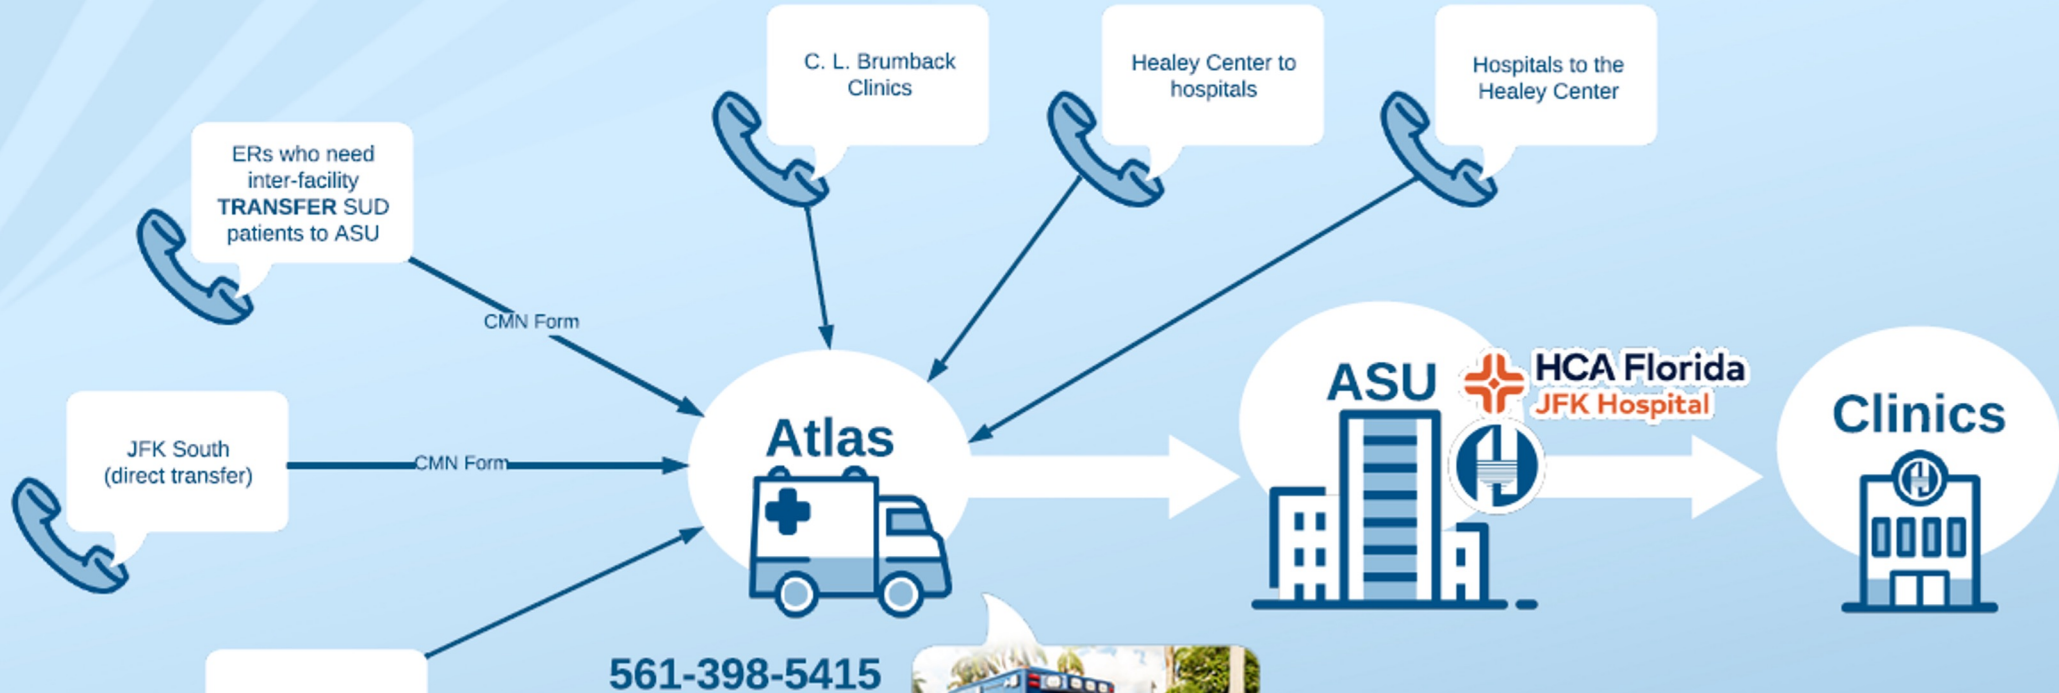 C. L. Brumback
Clinics
Healey Center to
hospitals
Hospitals to the
Healey Center
ERs who need
inter-facility
TRANSFER SUD
patients to ASU
CMN Form
JFK South
(direct transfer)
CMN Form
Atlas
ASU
HCA Florida
JFK Hospital
Clinics
561-398-5415